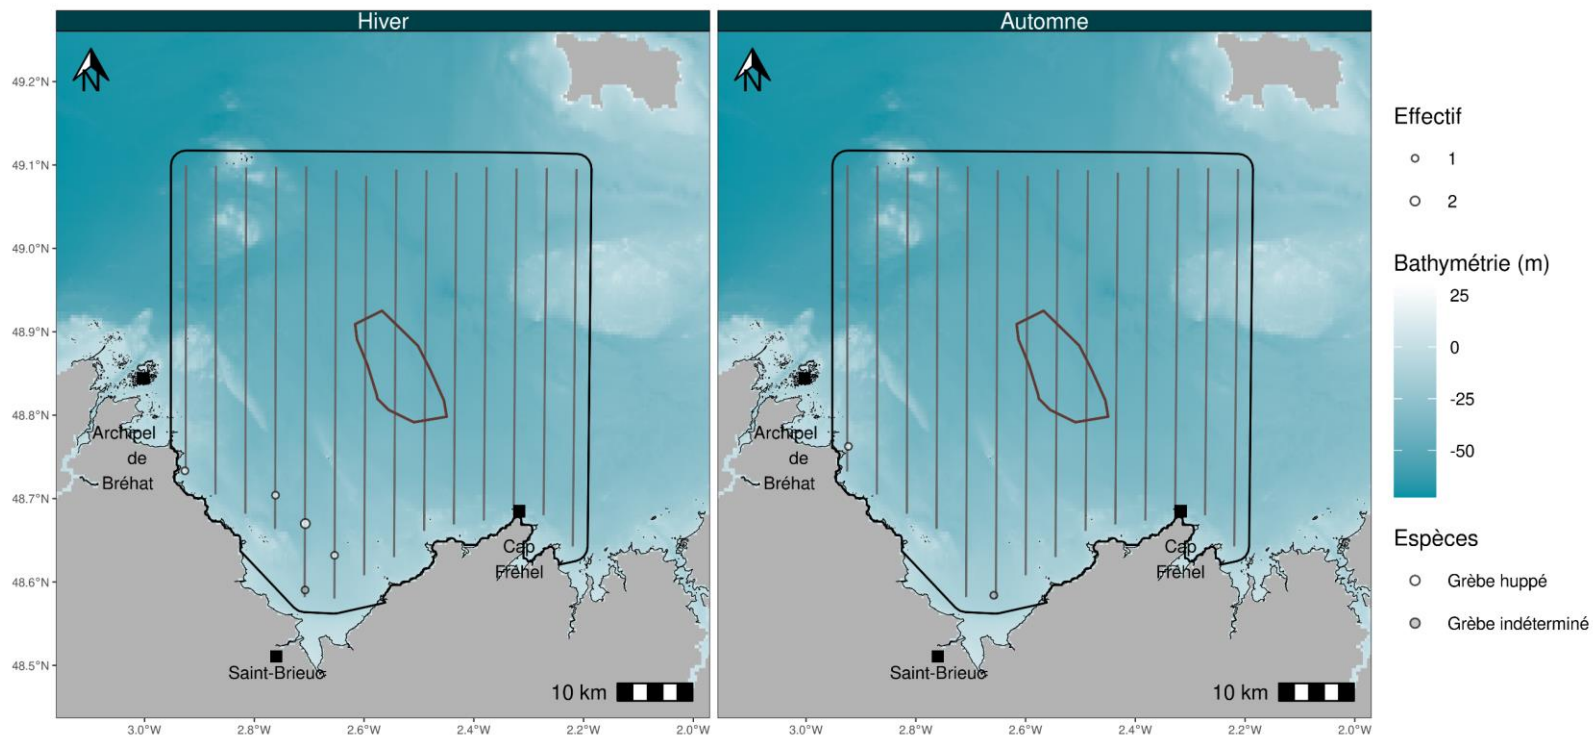 Hiver
Automne
N
N
49.2°N
49.1°N
49.0°N
48.9°N
48.8°N
48.7°N
48.6°N
48.5°N
Archipel
de
Bréhat
Cap
Fréhel
Saint-Brieuc
10 km
Archipel
de
Bréhat
Cap
Fréhel
Saint-Brieuc
10 km
3.0°W
2.8°W
2.6°W
2.4°W
2.2°W
2.0°W
3.0°W
2.8°W
2.6°W
2.4°W
2.2°W
2.0°W
Effectif
1
2
Bathymétrie (m)
25
0
-25
-50
Espèces
Grèbe huppé
Grèbe indéterminé